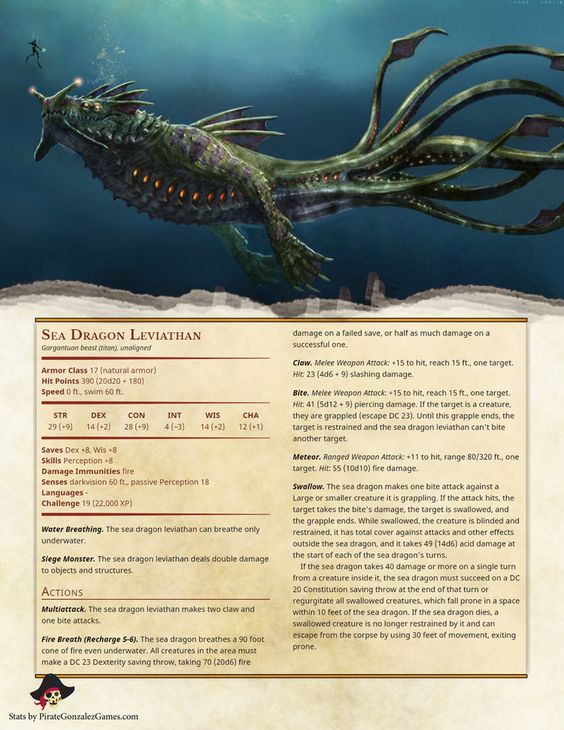 Sea Dragon Leviathan
Gargantuan beast (titan), unaligned
Armor Class 17 (natural armor)
Hit Points 390 (20d20 + 180)
Speed 0 ft., swim 60 ft.
STR DEX CON INT WIS CHA
29 (+9) 14 (+2) 28 (+9) 4 (−3) 14 (+2) 12 (+1)
Saves Dex +8, Wis +8
Skills Perception +8
Damage Immunities fire
Senses darkvision 60 ft., passive Perception 18
Languages -
Challenge 19 (22,000 XP)
Water Breathing. The sea dragon leviathan can breathe only
underwater.
Siege Monster. The sea dragon leviathan deals double damage
to objects and structures.
Actions
Multiattack. The sea dragon leviathan makes two claw and
one bite attacks.
Fire Breath (Recharge 5-6). The sea dragon breathes a 90 foot
cone of fire even underwater. All creatures in the area must
make a DC 23 Dexterity saving throw, taking 70 (20d6) fire
damage on a failed save, or half as much damage on a
successful one.
Claw. Melee Weapon Attack: +15 to hit, reach 15 ft., one target.
Hit: 23 (4d6 + 9) slashing damage.
Bite. Melee Weapon Attack: +15 to hit, reach 15 ft., one target.
Hit: 41 (5d12 + 9) piercing damage. If the target is a creature,
they are grappled (escape DC 23). Until this grapple ends, the
target is restrained and the sea dragon leviathan can't bite
another target.
Meteor. Ranged Weapon Attack: +11 to hit, range 80/320 ft., one
target. Hit: 55 (10d10) fire damage.
Swallow. The sea dragon makes one bite attack against a
Large or smaller creature it is grappling. If the attack hits, the
target takes the bite's damage, the target is swallowed, and
the grapple ends. While swallowed, the creature is blinded and
restrained, it has total cover against attacks and other effects
outside the sea dragon, and it takes 49 (14d6) acid damage at
the start of each of the sea dragon's turns.
If the sea dragon takes 40 damage or more on a single turn
from a creature inside it, the sea dragon must succeed on a DC
20 Constitution saving throw at the end of that turn or
regurgitate all swallowed creatures, which fall prone in a space
within 10 feet of the sea dragon. If the sea dragon dies, a
swallowed creature is no longer restrained by it and can
escape from the corpse by using 30 feet of movement, exiting
prone.
Stats by PirateGonzalezGames.com